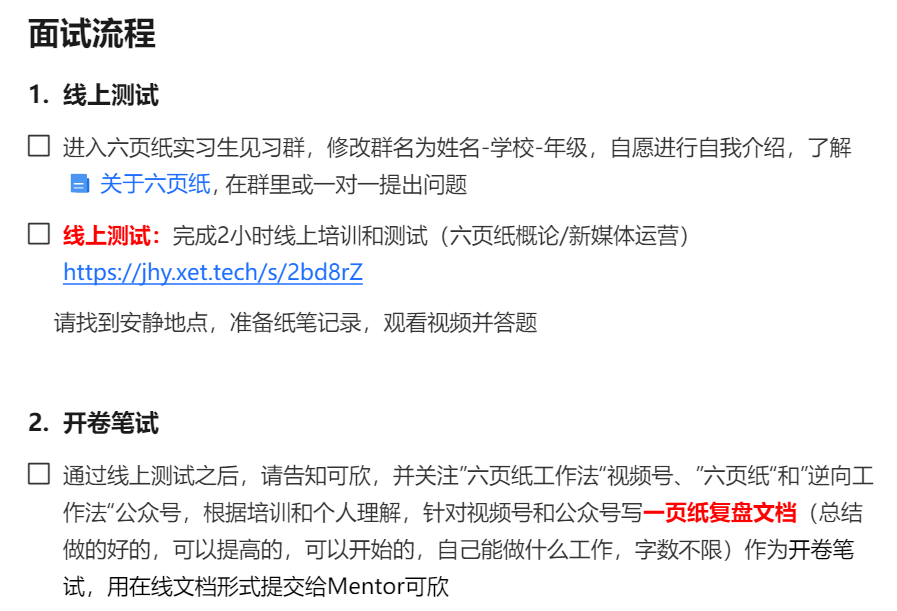 面试流程
1. 线上测试
进入六页纸实习生见习群，修改群名为姓名-学校-年级，自愿进行自我介绍，了解
关于六页纸, 在群里或一对一提出问题
线上测试：完成2小时线上培训和测试（六页纸概论/新媒体运营）
https://jhy.xet.tech/s/2bd8rZ
请找到安静地点，准备纸笔记录，观看视频并答题
2. 开卷笔试
通过线上测试之后，请告知可欣，并关注”六页纸工作法“视频号、”六页纸“和”逆向工
作法“公众号，根据培训和个人理解，针对视频号和公众号写一页纸复盘文档（总结
做的好的，可以提高的，可以开始的，自己能做什么工作，字数不限）作为开卷笔
试，用在线文档形式提交给Mentor可欣